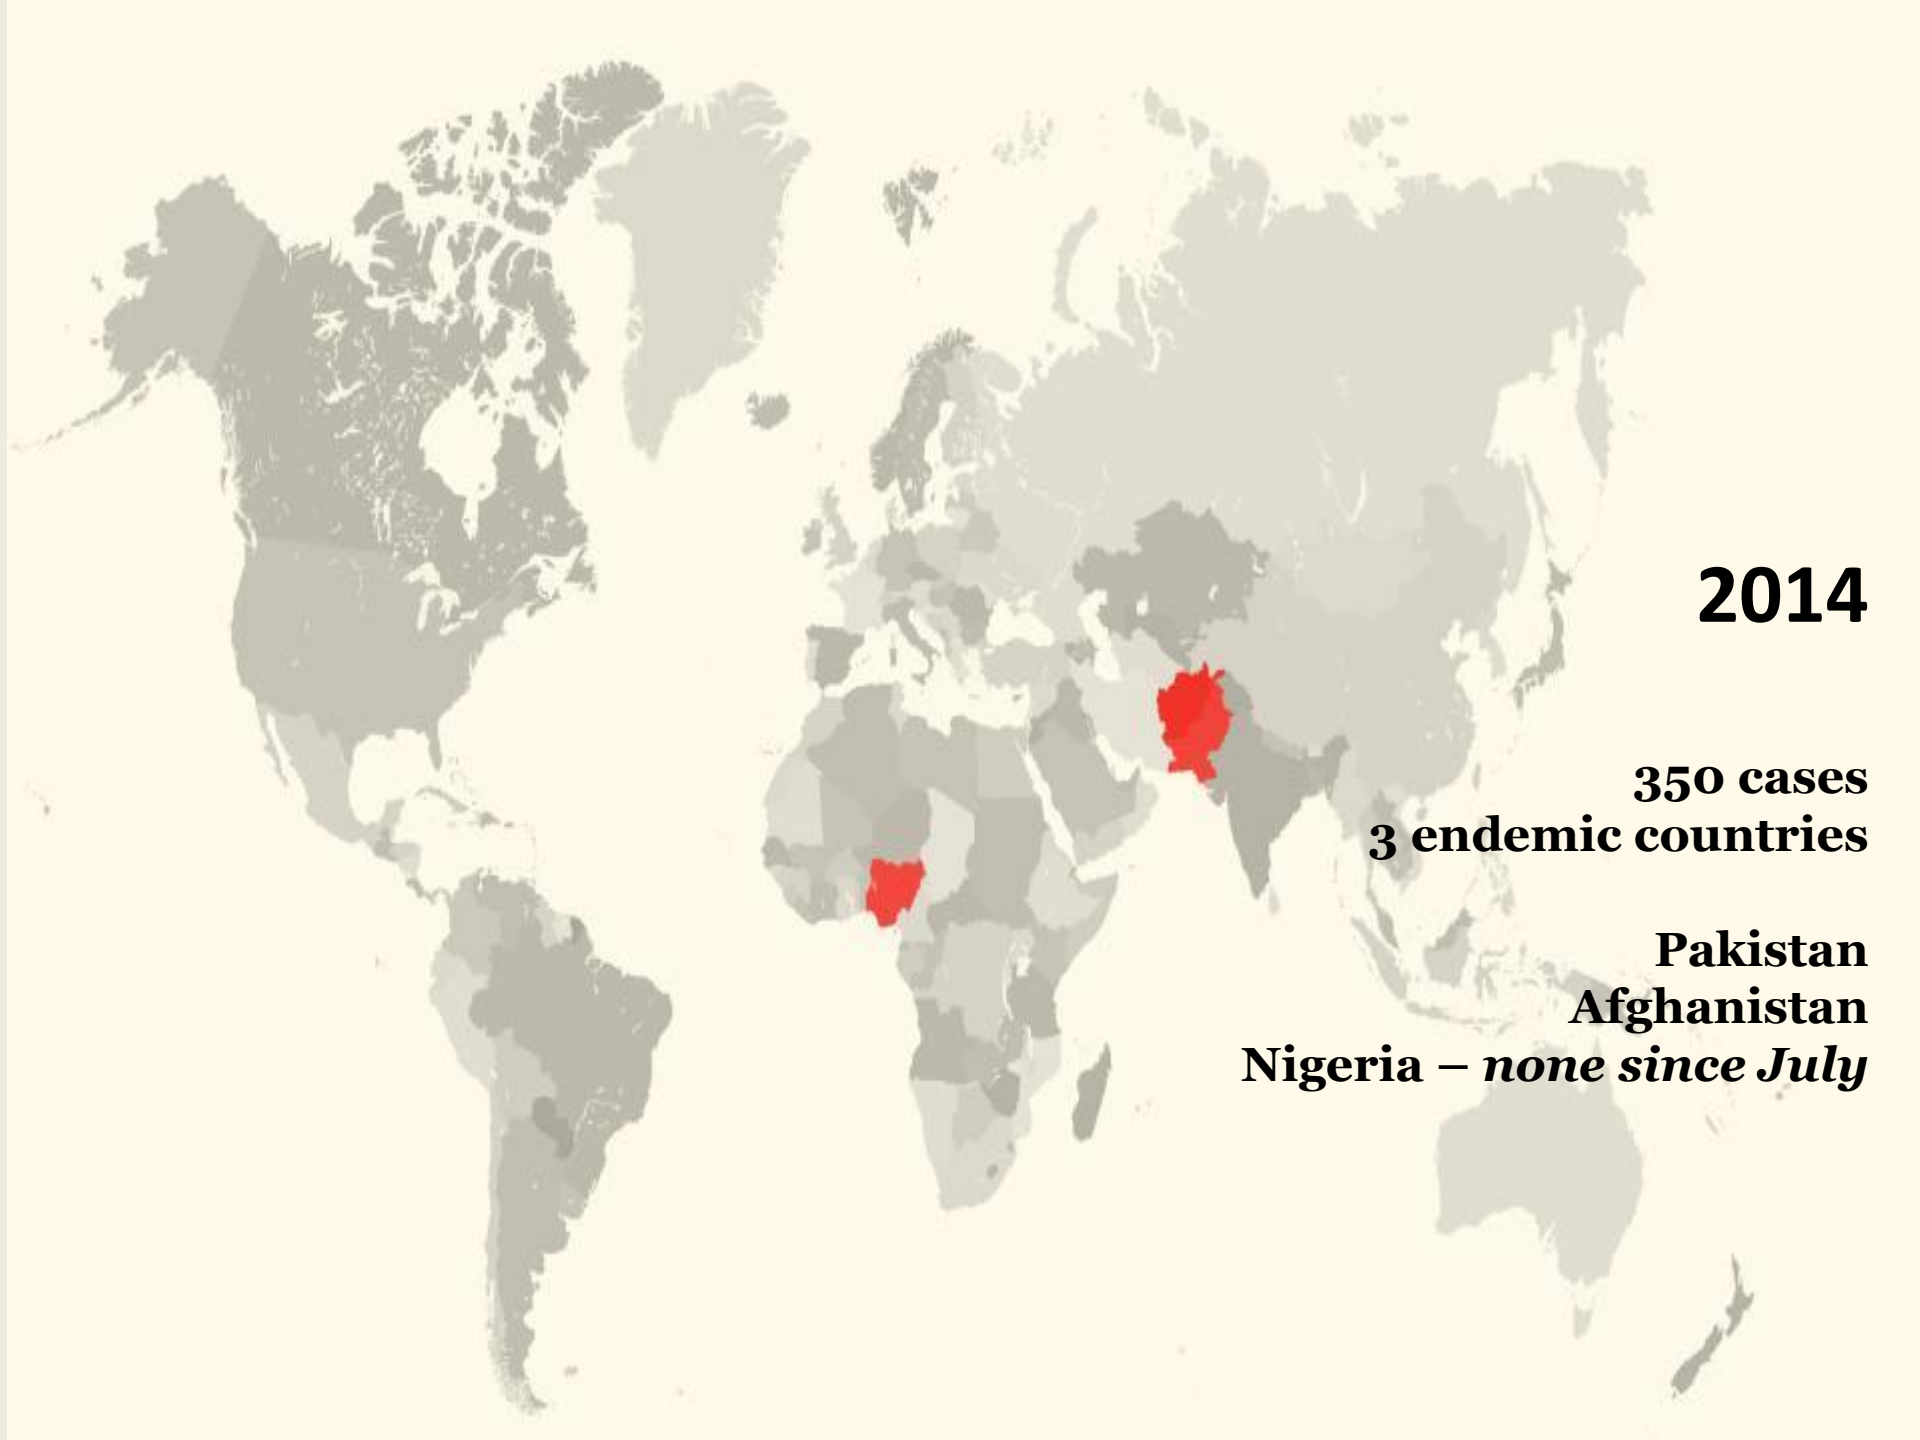 2014
350 cases
3 endemic countries
Pakistan
Afghanistan
Nigeria – none since July